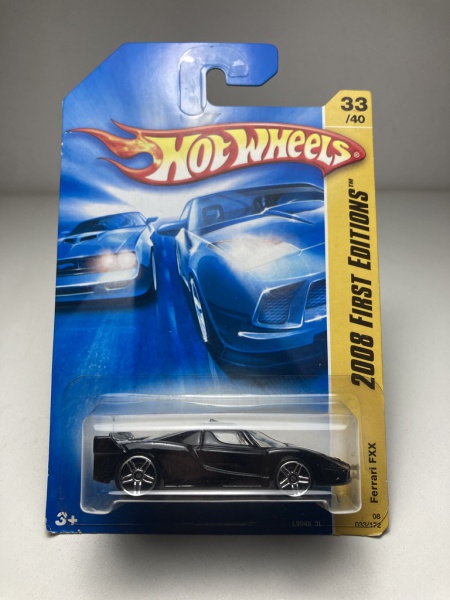 33
/40
HOT WHEELS®
2008 FIRST EDITIONS™
Ferrari FXX
08
033/172
3+